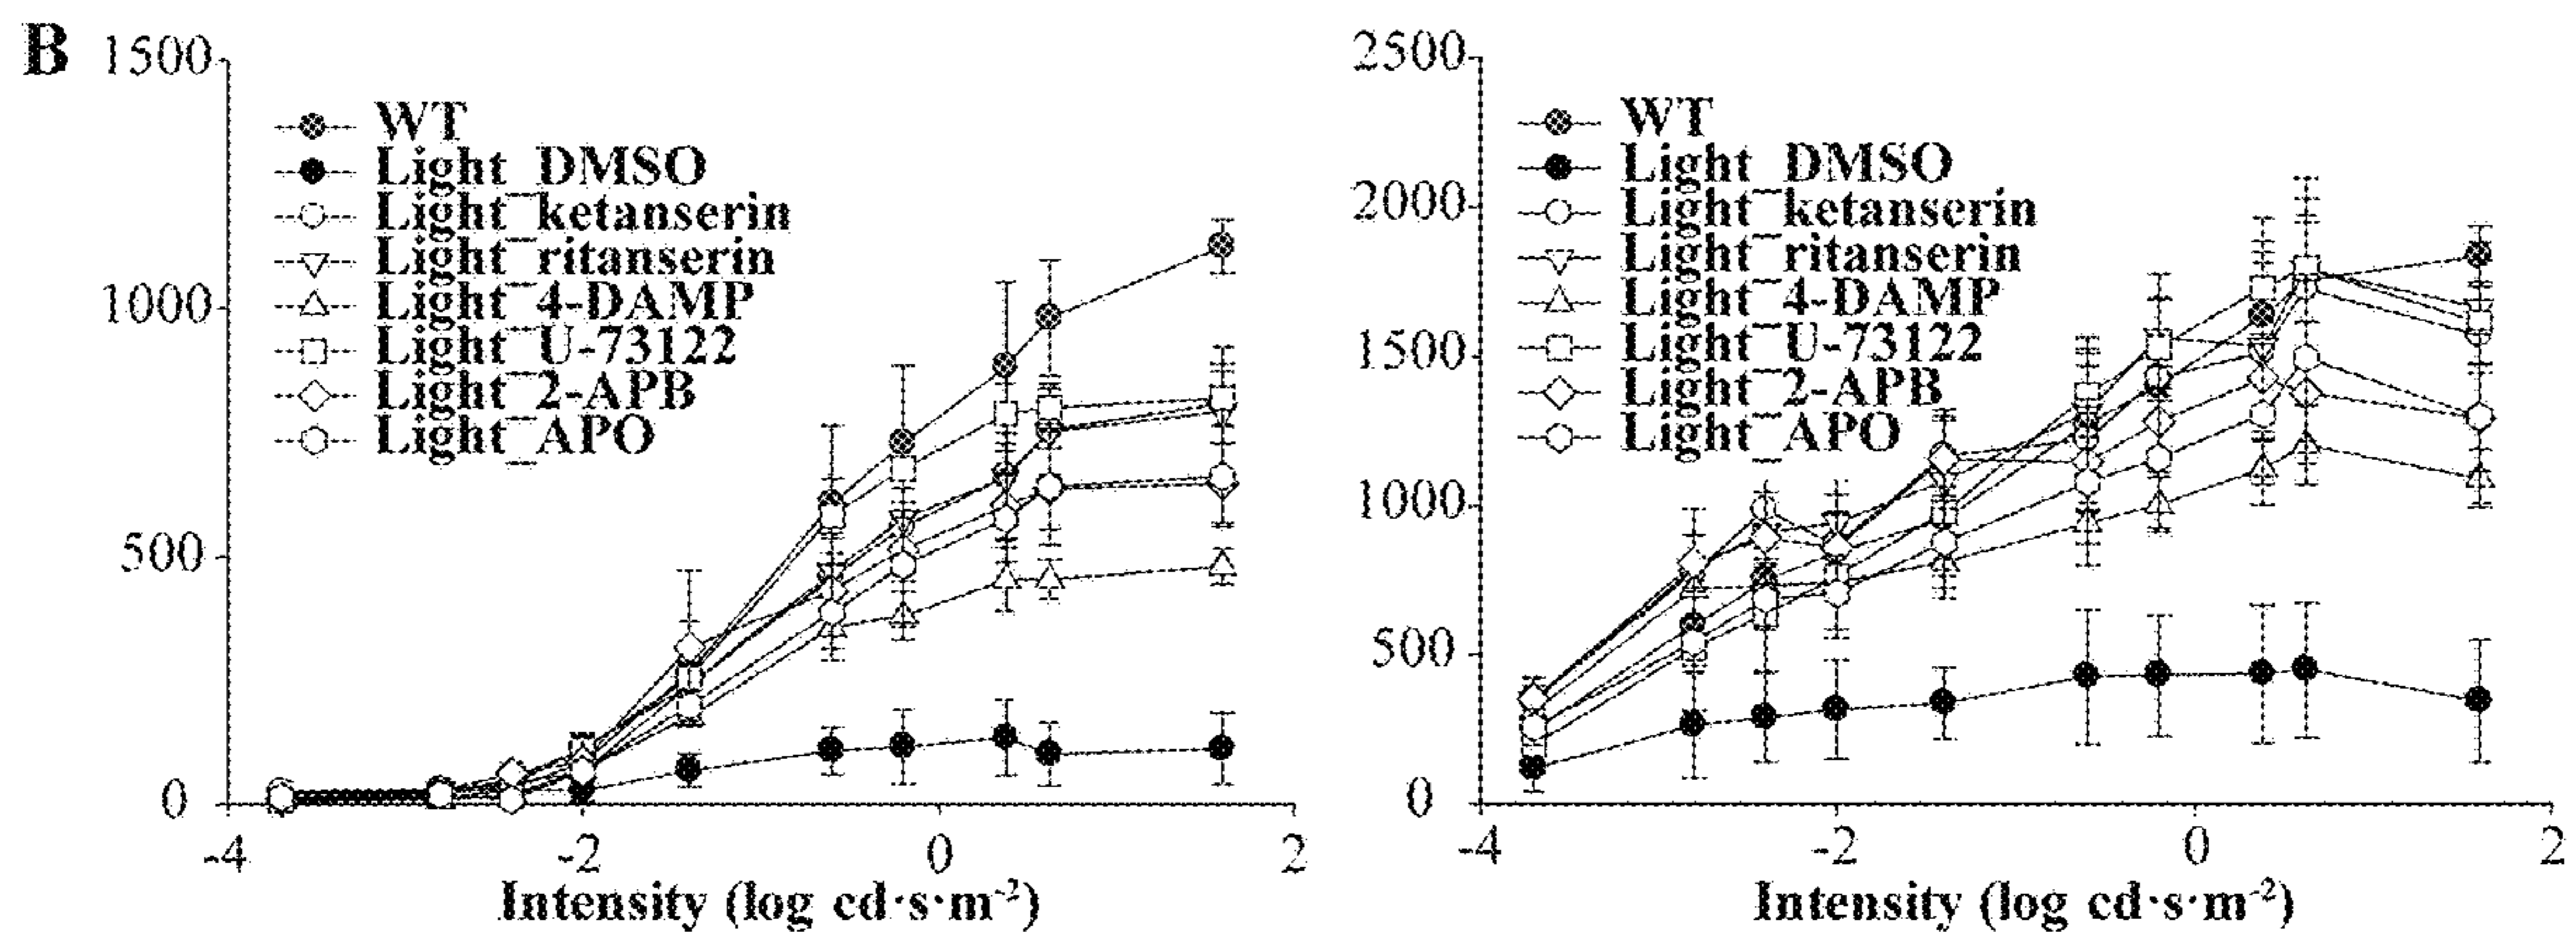 B
1500
1000
500
0
-4
-2
0
2
WT
Light_DMSO
Light_ketanserin
Light_ritanserin
Light_4-DAMP
Light_U-73122
Light_2-APB
Light_APO
Intensity (log cd·s·m-2)
2500
2000
1500
1000
500
0
-4
-2
0
2
WT
Light_DMSO
Light_ketanserin
Light_ritanserin
Light_4-DAMP
Light_U-73122
Light_2-APB
Light_APO
Intensity (log cd·s·m-2)